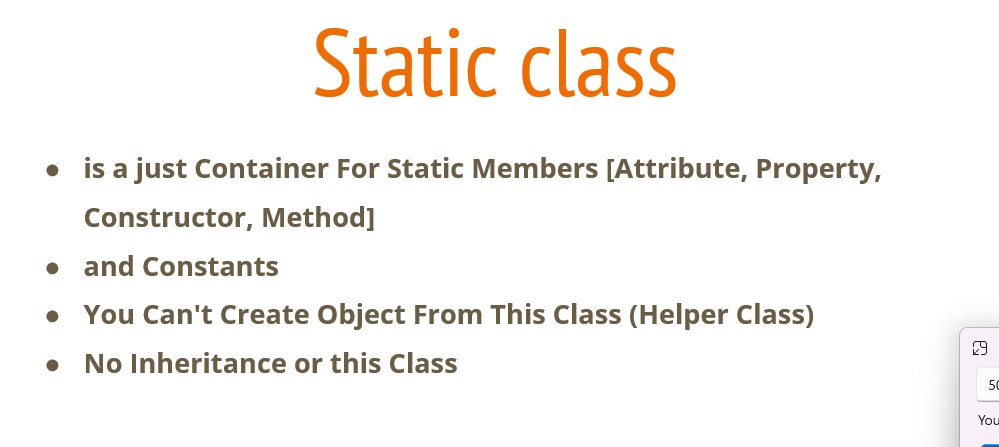 Static class
● is a just Container For Static Members [Attribute, Property,
Constructor, Method]
● and Constants
● You Can't Create Object From This Class (Helper Class)
● No Inheritance or this Class
50
You